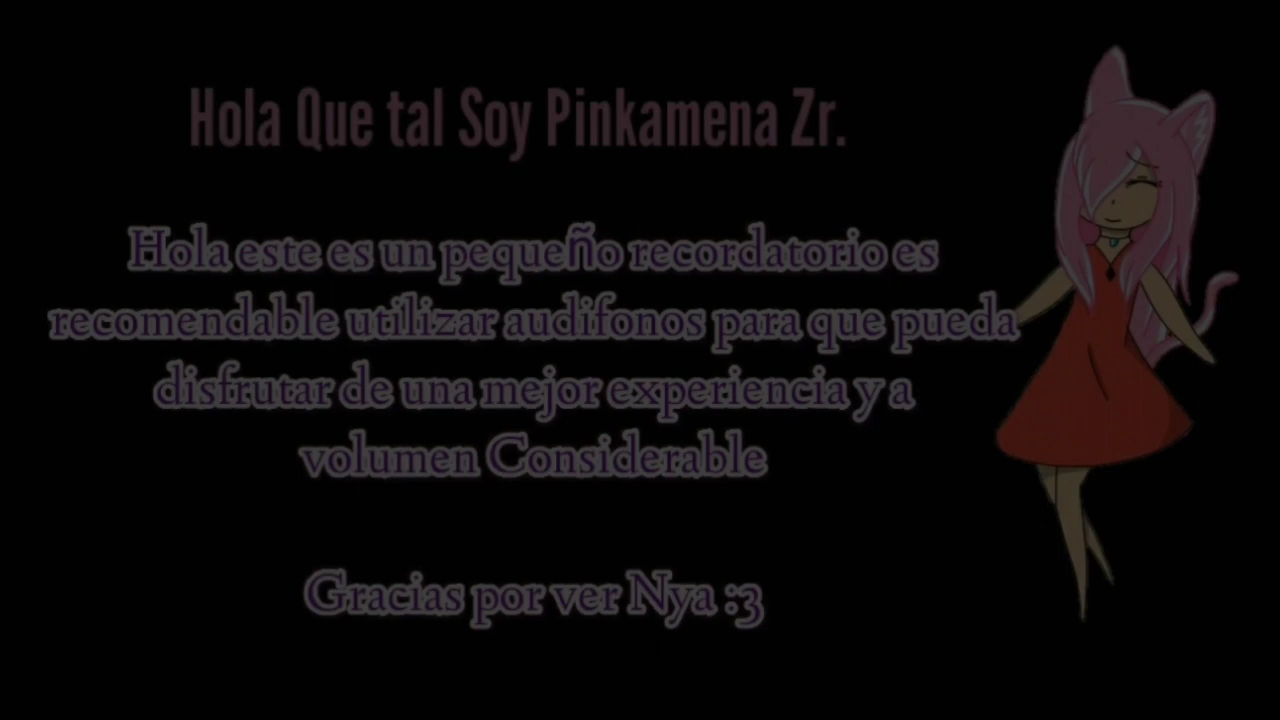 Hola Que tal Soy Pinkamena Zr.
Hola este es un pequeño recordatorio es
recomendable utilizar audifonos para que pueda
disfrutar de una mejor experiencia y a
volumen Considerable
Gracias por ver Nya :3